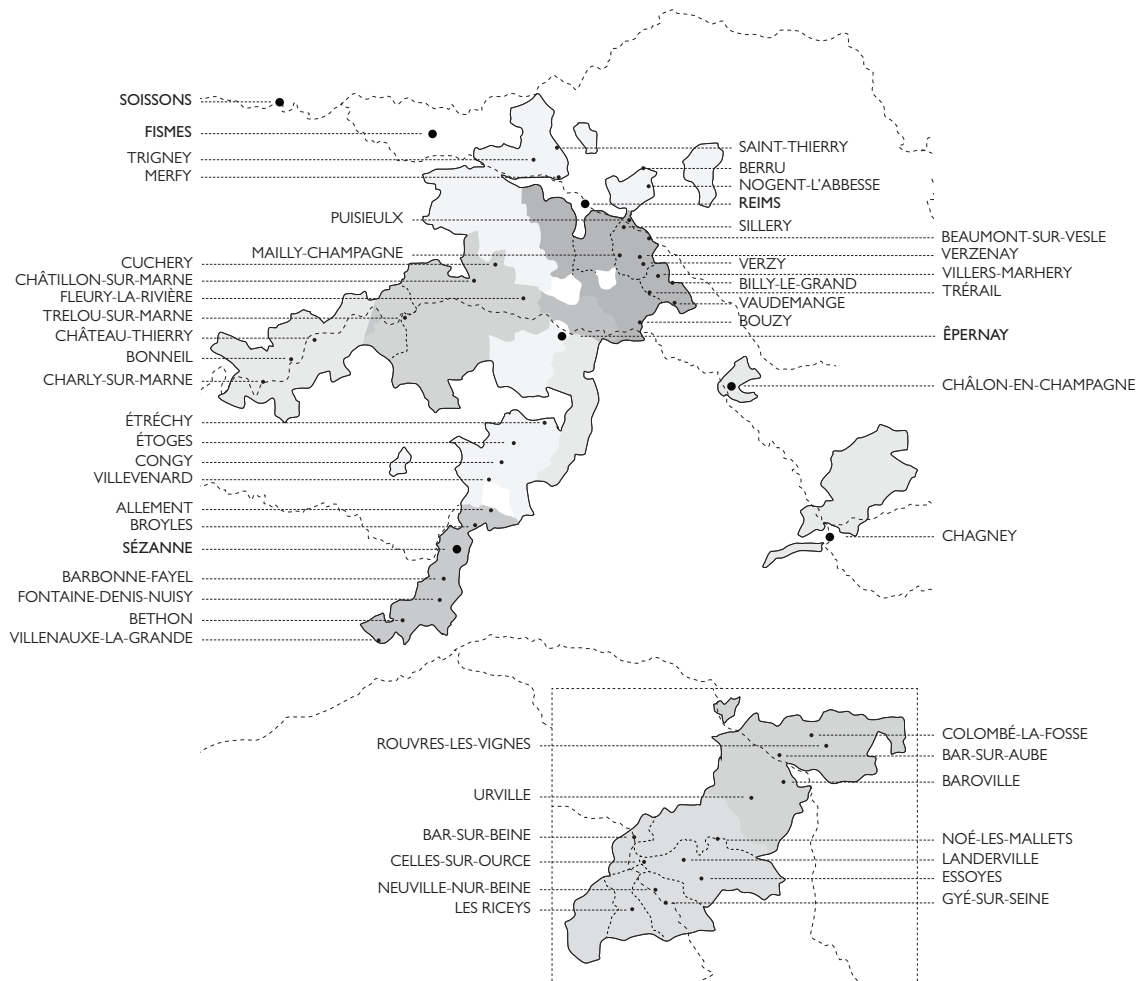 SOISSONS
FISMES
TRIGNEY
MERFY
PUISIEULX
MAILLY-CHAMPAGNE
CUCHERY
CHÂTILLON-SUR-MARNE
FLEURY-LA-RIVIÈRE
TRELOU-SUR-MARNE
CHÂTEAU-THIERRY
BONNEIL
CHARLY-SUR-MARNE
ÉTRÉCHY
ÉTOGES
CONGY
VILLEVENARD
ALLEMENT
BROYLES
SÉZANNE
BARBONNE-FAYEL
FONTAINE-DENIS-NUISY
BETHON
VILLENAUXE-LA-GRANDE
SAINT-THIERRY
BERRU
NOGENT-L'ABBESSE
REIMS
SILLERY
BEAUMONT-SUR-VESLE
VERZENAY
VERZY
VILLERS-MARHERY
BILLY-LE-GRAND
TRÉRAIL
VAUDEMANGE
BOUZY
ÊPERNAY
CHÂLON-EN-CHAMPAGNE
CHAGNEY
ROUVRES-LES-VIGNES
URVILLE
BAR-SUR-BEINE
CELLES-SUR-OURCE
NEUVILLE-NUR-BEINE
LES RICEYS
COLOMBÉ-LA-FOSSE
BAR-SUR-AUBE
BAROVILLE
NOÉ-LES-MALLETS
LANDERVILLE
ESSOYES
GYÉ-SUR-SEINE